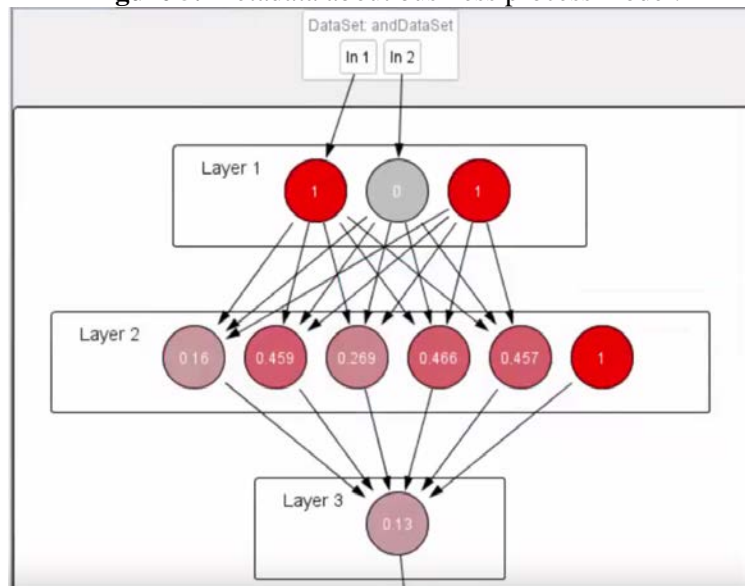 DataSet: andDataSet
In 1 In 2
Layer 1
1 0 1
Layer 2
0.16 0.459 0.269 0.466 0.457 1
Layer 3
0.13